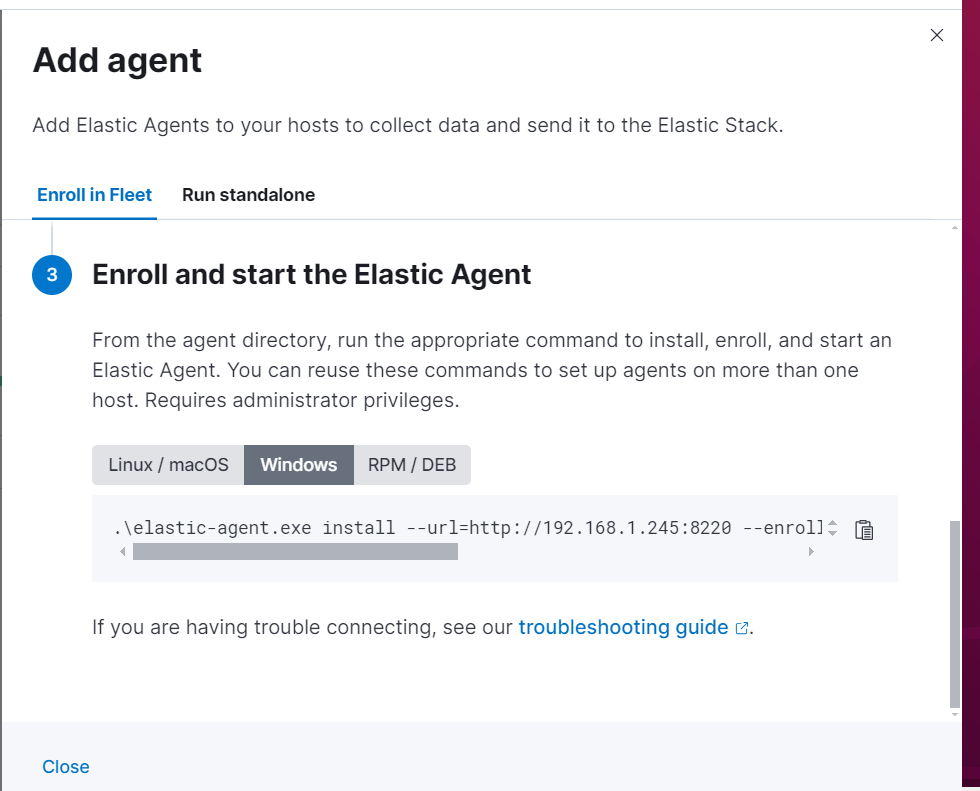 Add agent
Add Elastic Agents to your hosts to collect data and send it to the Elastic Stack.
Enroll in Fleet Run standalone
3 Enroll and start the Elastic Agent
From the agent directory, run the appropriate command to install, enroll, and start an
Elastic Agent. You can reuse these commands to set up agents on more than one
host. Requires administrator privileges.
Linux / macOS Windows RPM / DEB
.\elastic-agent.exe install --url=http://192.168.1.245:8220 --enroll
If you are having trouble connecting, see our troubleshooting guide.
Close